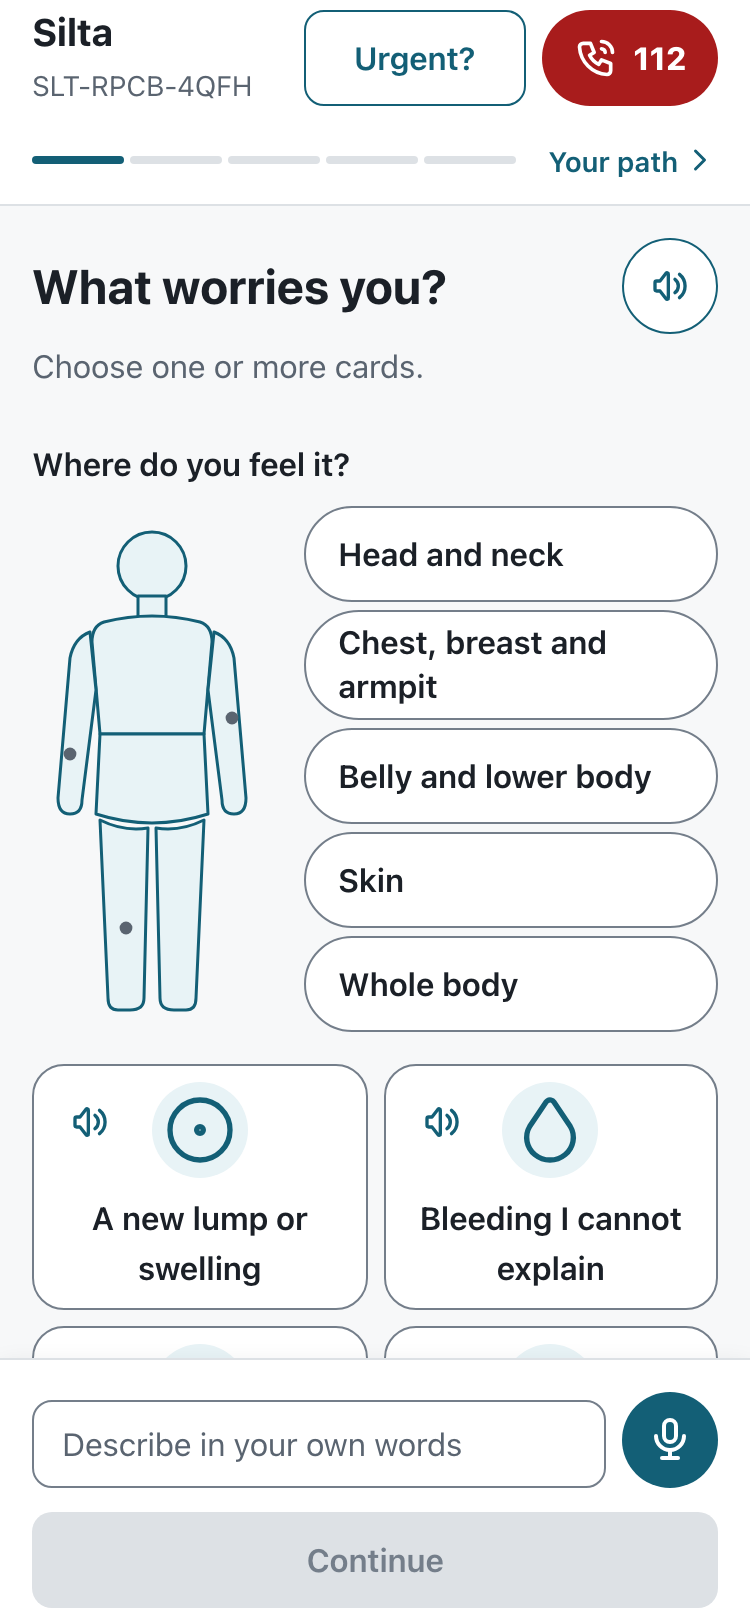 Silta
SLT-RPCB-4QFH
Urgent?
112
Your path
What worries you?
Choose one or more cards.
Where do you feel it?
Head and neck
Chest, breast and
armpit
Belly and lower body
Skin
Whole body
A new lump or
swelling
Bleeding I cannot
explain
Describe in your own words
Continue